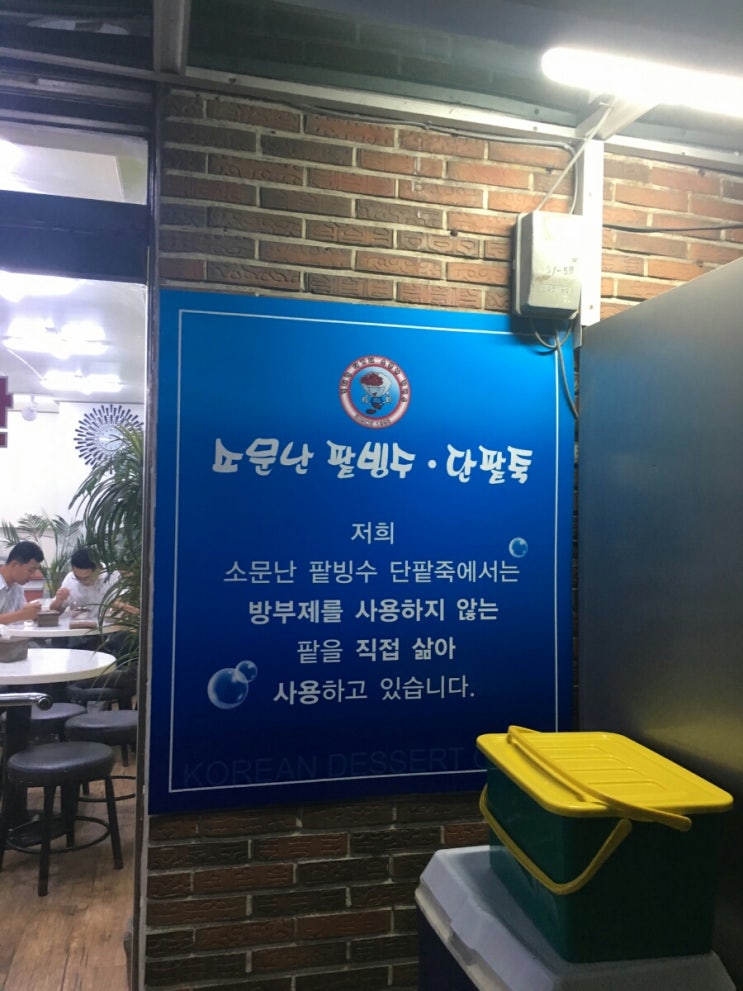 소문난 팥빙수·단팥죽
저희
소문난 팥빙수 단팥죽에서는
방부제를 사용하지 않는
팥을 직접 삶아
사용하고 있습니다.
KOREAN DESSERT